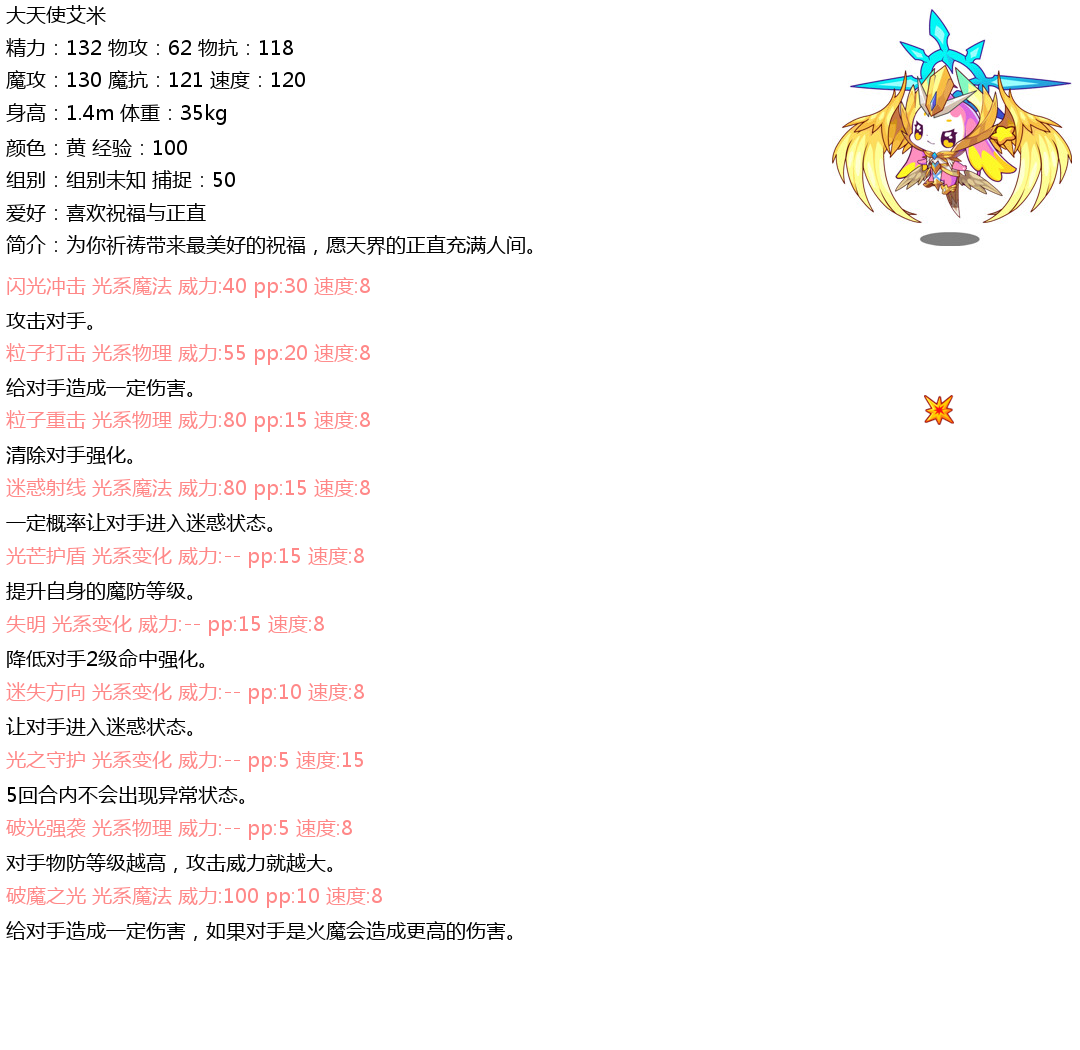 大天使艾米
精力：132 物攻：62 物抗：118
魔攻：130 魔抗：121 速度：120
身高：1.4m 体重：35kg
颜色：黄 经验：100
组别：组别未知 捕捉：50
爱好：喜欢祝福与正直
简介：为你祈祷带来最美好的祝福，愿天界的正直充满人间。
闪光冲击 光系魔法 威力:40 pp:30 速度:8
攻击对手。
粒子打击 光系物理 威力:55 pp:20 速度:8
给对手造成一定伤害。
粒子重击 光系物理 威力:80 pp:15 速度:8
清除对手强化。
迷惑射线 光系魔法 威力:80 pp:15 速度:8
一定概率让对手进入迷惑状态。
光芒护盾 光系变化 威力:-- pp:15 速度:8
提升自身的魔防等级。
失明 光系变化 威力:-- pp:15 速度:8
降低对手2级命中强化。
迷失方向 光系变化 威力:-- pp:10 速度:8
让对手进入迷惑状态。
光之守护 光系变化 威力:-- pp:5 速度:15
5回合内不会出现异常状态。
破光强袭 光系物理 威力:-- pp:5 速度:8
对手物防等级越高，攻击威力就越大。
破魔之光 光系魔法 威力:100 pp:10 速度:8
给对手造成一定伤害，如果对手是火魔会造成更高的伤害。